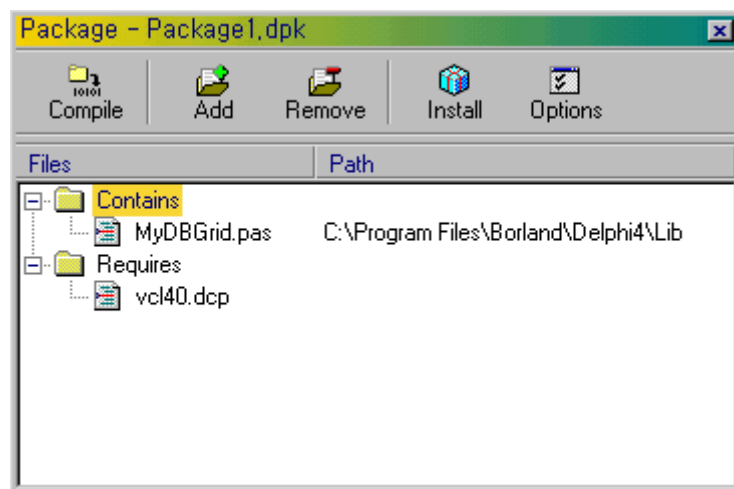 Package - Package1.dpk
Compile Add Remove Install Options
Files Path
Contains
MyDBGrid.pas C:\Program Files\Borland\Delphi4\Lib
Requires
vcl40.dcp